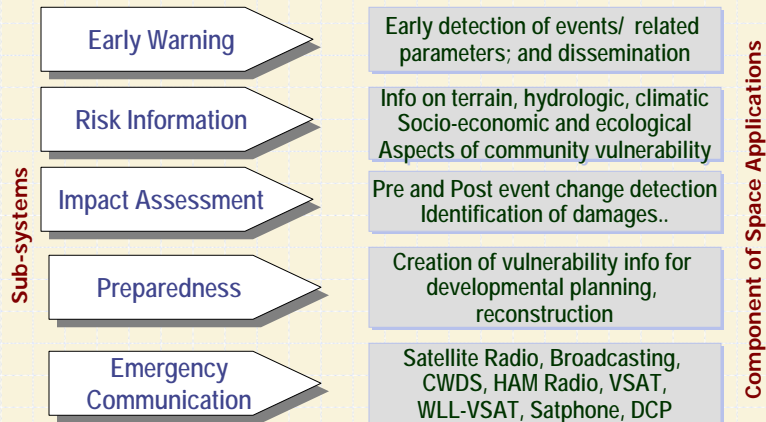 Early Warning
Early detection of events/ related
parameters; and dissemination
Risk Information
Info on terrain, hydrologic, climatic
Socio-economic and ecological
Aspects of community vulnerability
Impact Assessment
Pre and Post event change detection
Identification of damages..
Preparedness
Creation of vulnerability info for
developmental planning,
reconstruction
Emergency
Communication
Satellite Radio, Broadcasting,
CWDS, HAM Radio, VSAT,
WLL-VSAT, Satphone, DCP
Sub-systems
Component of Space Applications